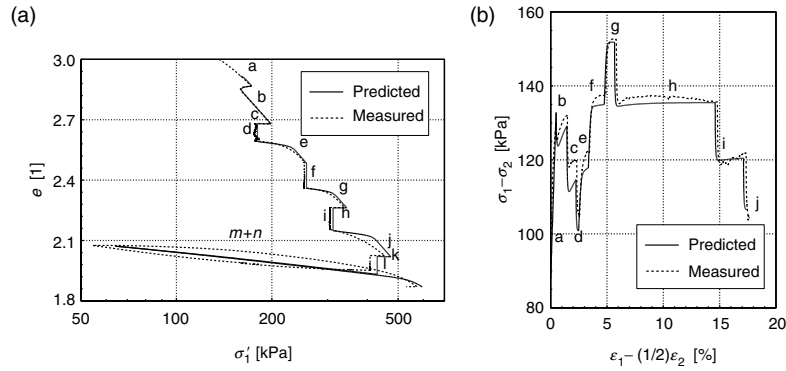 (a)
3.0
2.7
2.4
2.1
1.8
e [1]
a
b
c
d
e
f
g
i
h
j
k
i
l
m+n
Predicted
Measured
50
100
200
500
σ′1 [kPa]
(b)
160
140
120
100
80
σ1−σ2 [kPa]
g
b
f
h
c
e
i
a
d
j
Predicted
Measured
0
5
10
15
20
ε1−(1/2)ε2 [%]